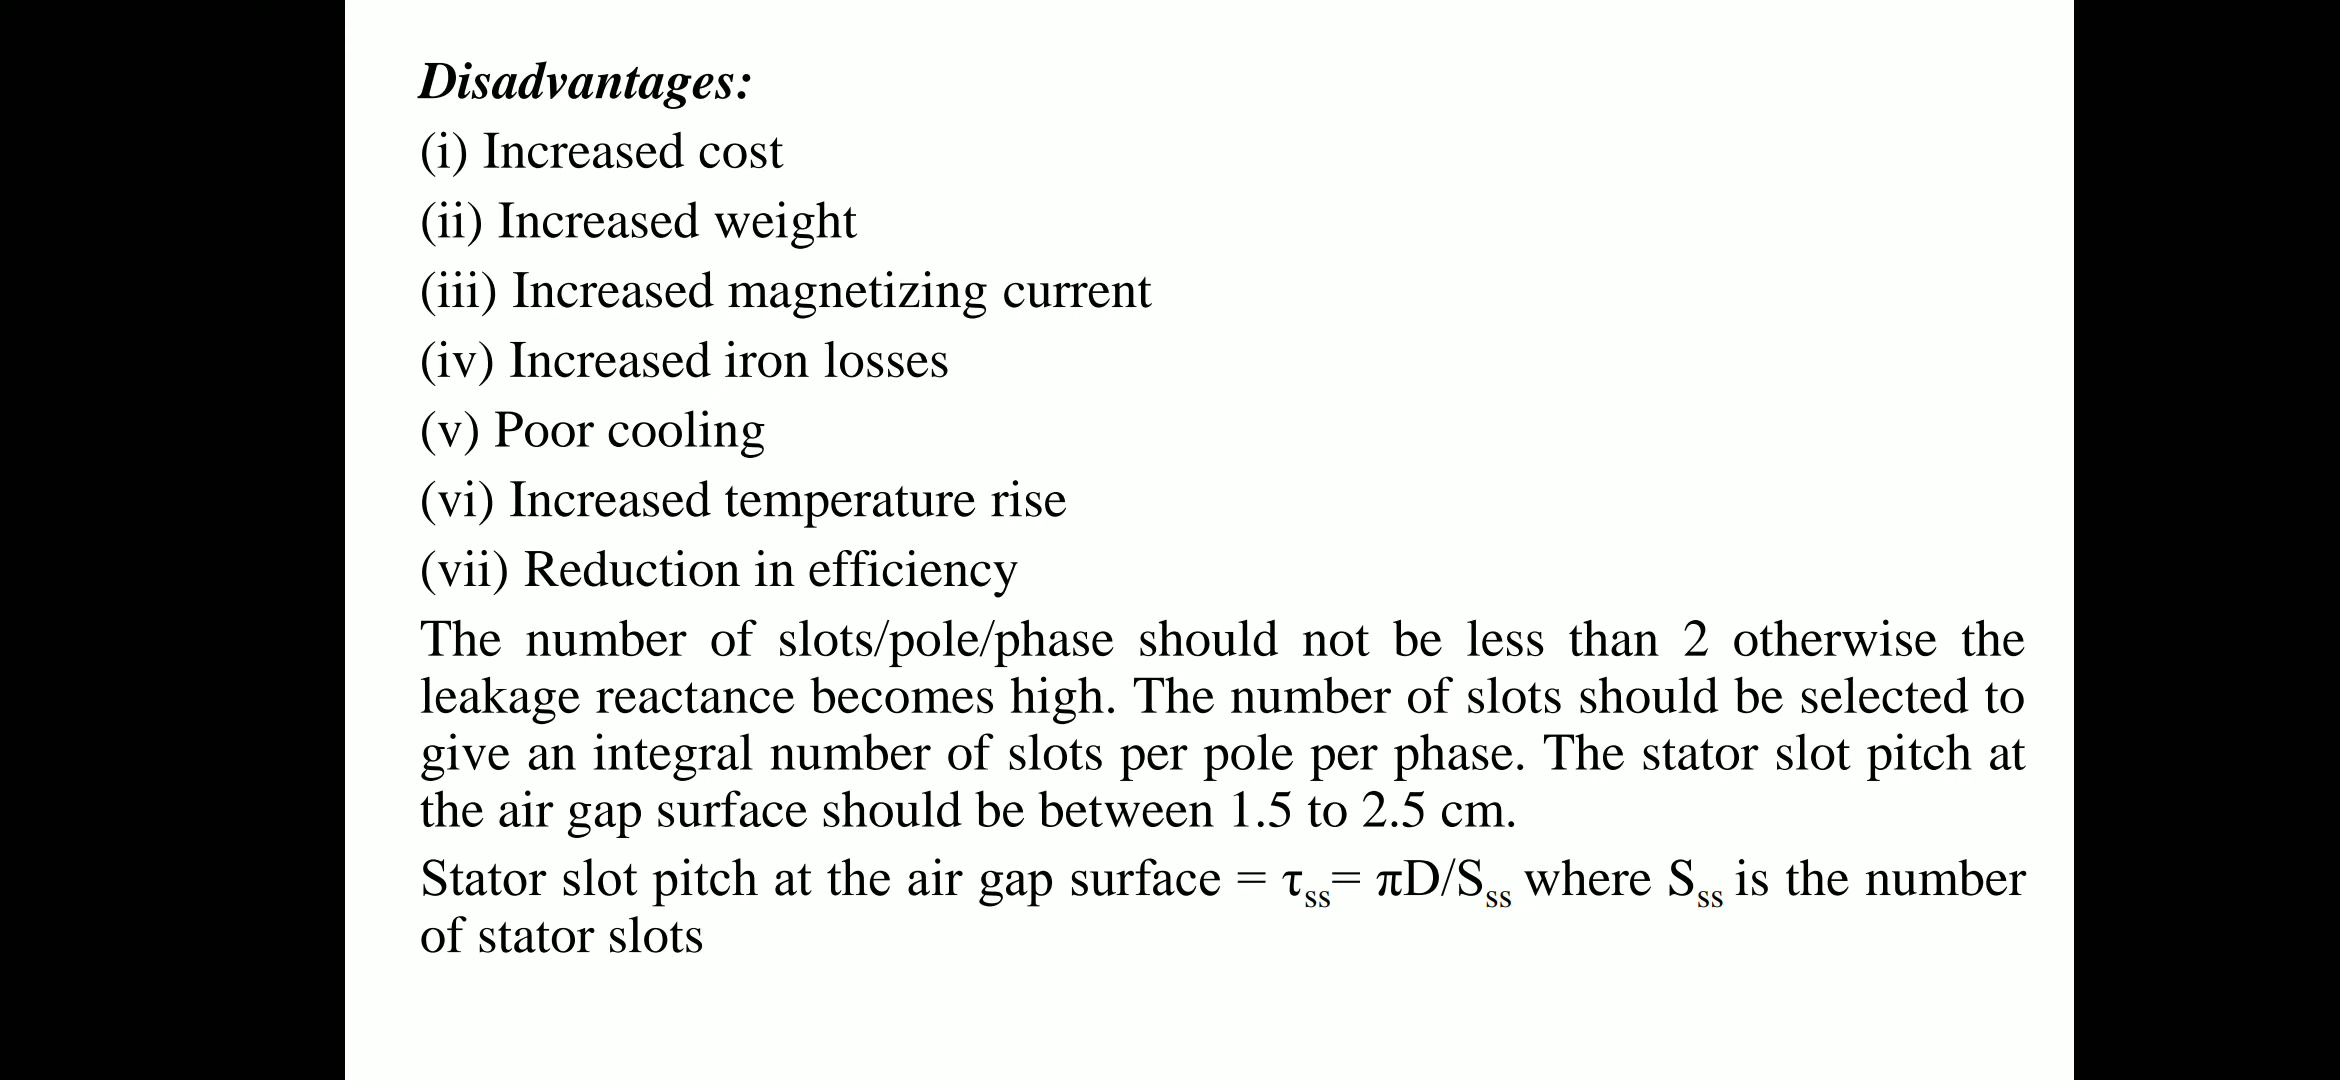 Disadvantages:
(i) Increased cost
(ii) Increased weight
(iii) Increased magnetizing current
(iv) Increased iron losses
(v) Poor cooling
(vi) Increased temperature rise
(vii) Reduction in efficiency
The number of slots/pole/phase should not be less than 2 otherwise the
leakage reactance becomes high. The number of slots should be selected to
give an integral number of slots per pole per phase. The stator slot pitch at
the air gap surface should be between 1.5 to 2.5 cm.
Stator slot pitch at the air gap surface = τss= πD/Sss where Sss is the number
of stator slots